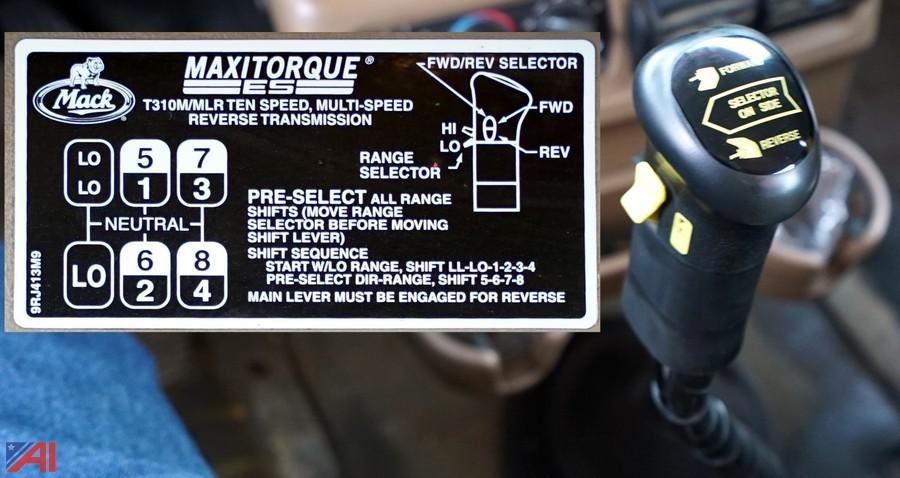 MAXITORQUE®
ES
Mack®
T310M/MLR TEN SPEED, MULTI-SPEED
REVERSE TRANSMISSION
FWD/REV SELECTOR
FWD
HI
LO
REV
RANGE
SELECTOR
LO 5 7
LO 1 3
NEUTRAL
LO 6 8
2 4
PRE-SELECT ALL RANGE
SHIFTS (MOVE RANGE
SELECTOR BEFORE MOVING
SHIFT LEVER)
SHIFT SEQUENCE
START W/LO RANGE, SHIFT LL-LO-1-2-3-4
PRE-SELECT DIR-RANGE, SHIFT 5-6-7-8
MAIN LEVER MUST BE ENGAGED FOR REVERSE
9RJ413M9
FORWARD
SELECTOR
ON SIDE
REVERSE
AI